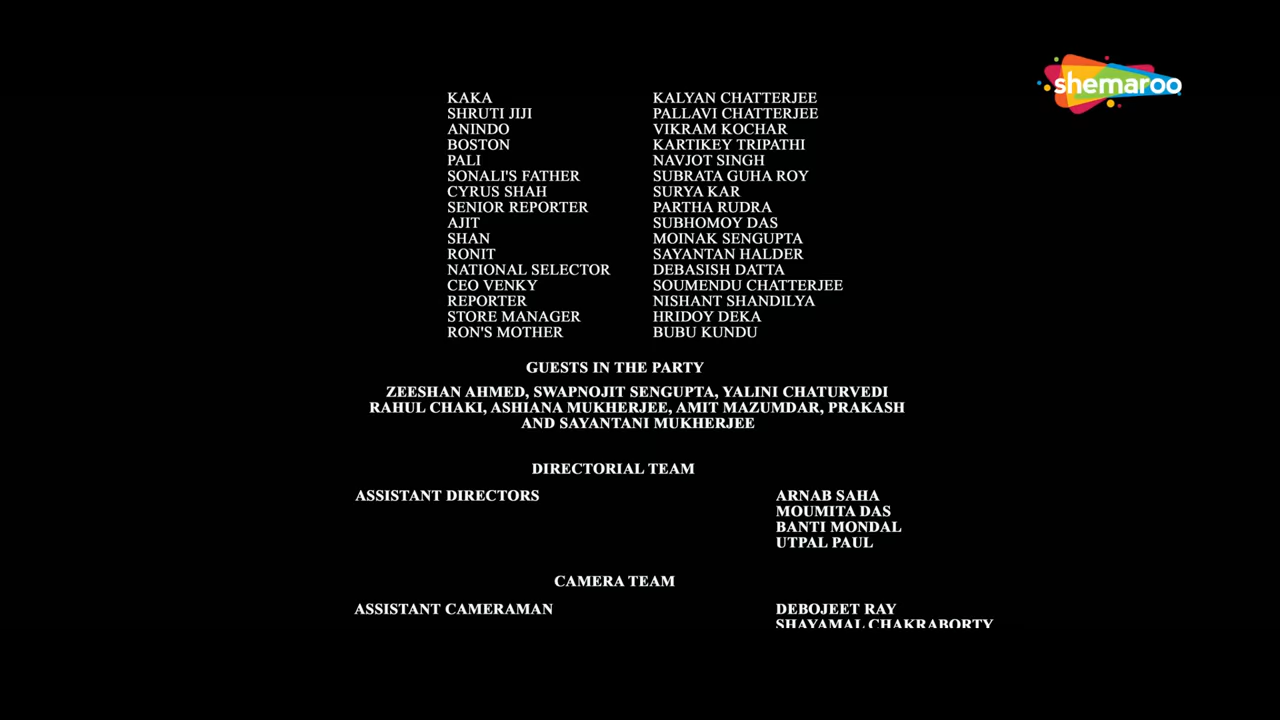 shemaroo
KAKA KALYAN CHATTERJEE
SHRUTI JIJI PALLAVI CHATTERJEE
ANINDO VIKRAM KOCHAR
BOSTON KARTIKEY TRIPATHI
PALI NAVJOT SINGH
SONALI'S FATHER SUBRATA GUHA ROY
CYRUS SHAH SURYA KAR
SENIOR REPORTER PARTHA RUDRA
AJIT SUBHOMOY DAS
SHAN MOINAK SENGUPTA
RONIT SAYANTAN HALDER
NATIONAL SELECTOR DEBASISH DATTA
CEO VENKY SOUMENDU CHATTERJEE
REPORTER NISHANT SHANDILYA
STORE MANAGER HRIDOY DEKA
RON'S MOTHER BUBU KUNDU
GUESTS IN THE PARTY
ZEESHAN AHMED, SWAPNOJIT SENGUPTA, YALINI CHATURVEDI
RAHUL CHAKI, ASHIANA MUKHERJEE, AMIT MAZUMDAR, PRAKASH
AND SAYANTANI MUKHERJEE
DIRECTORIAL TEAM
ASSISTANT DIRECTORS ARNAB SAHA
MOUMITA DAS
BANTI MONDAL
UTPAL PAUL
CAMERA TEAM
ASSISTANT CAMERAMAN DEBOJEET RAY
SHAYAMAL CHAKRABORTY